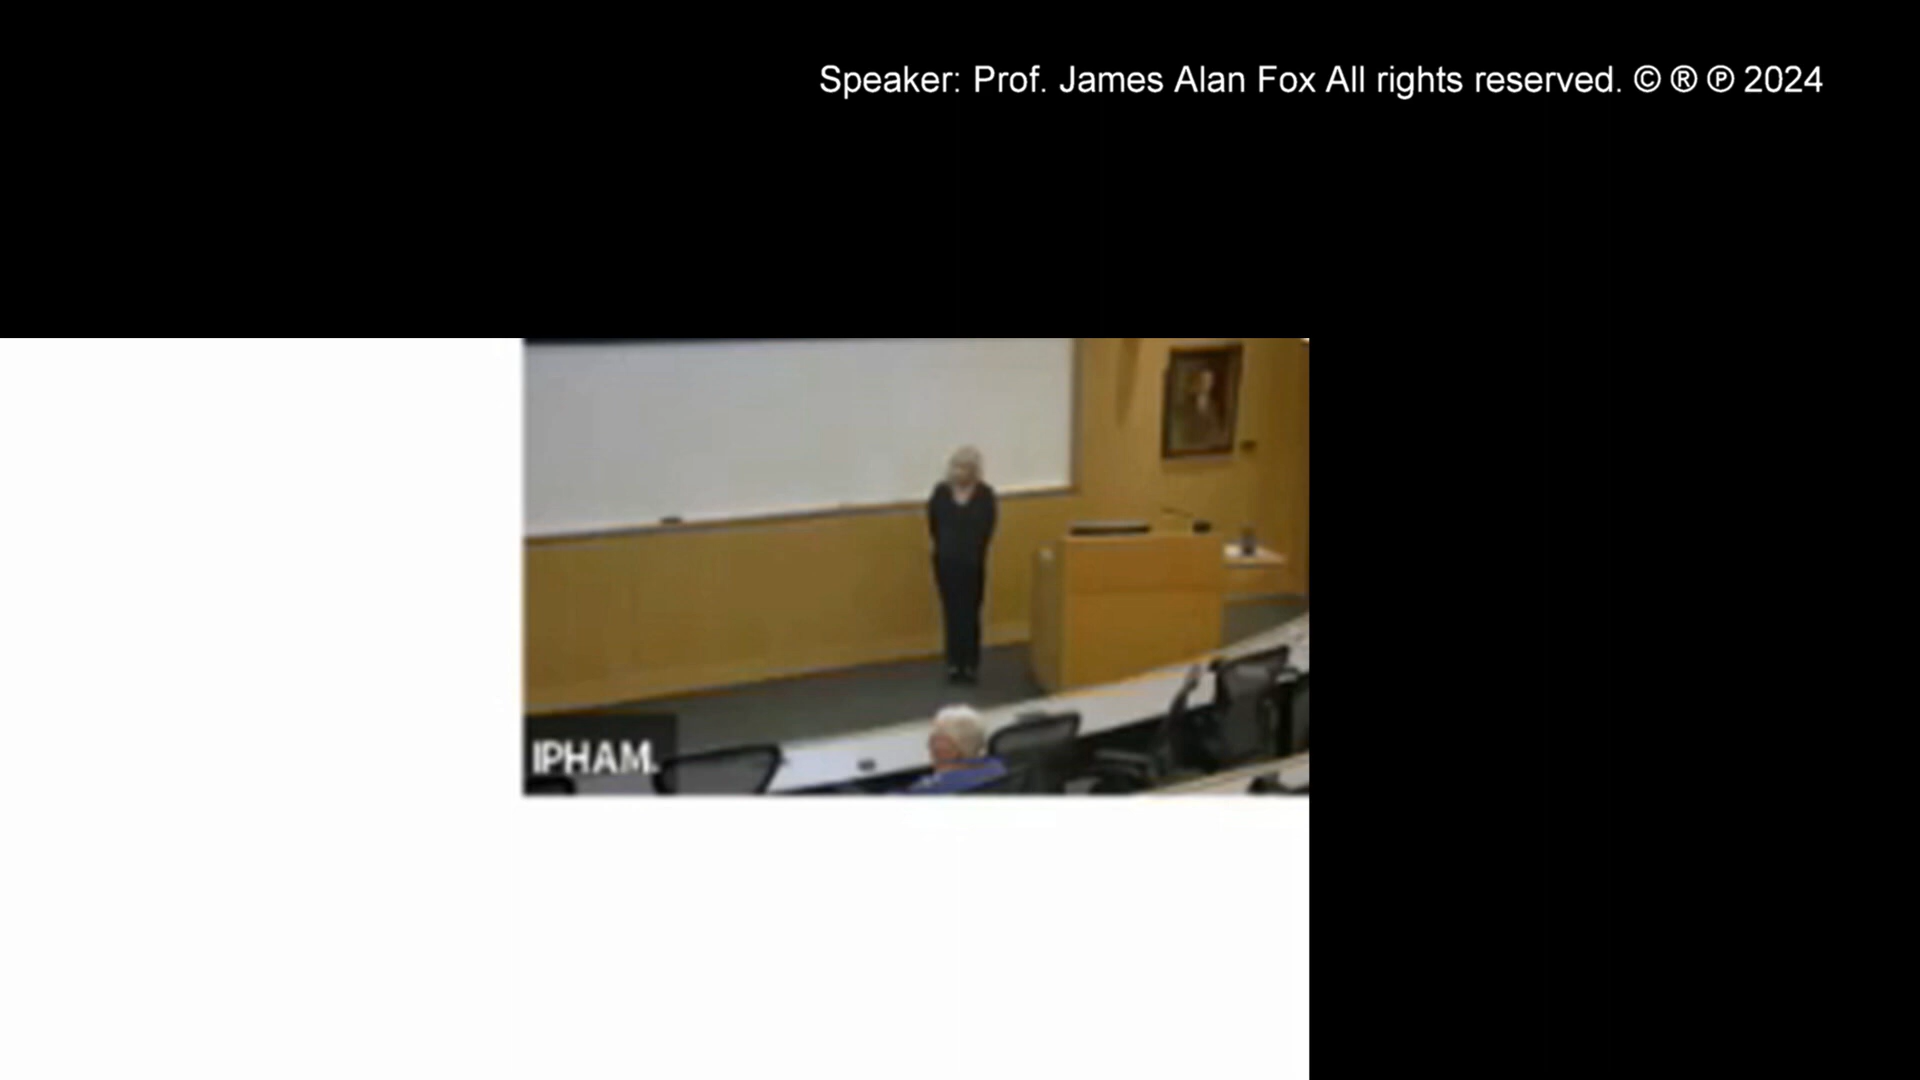 Speaker: Prof. James Alan Fox All rights reserved. © ® ℗ 2024
IPHAM.